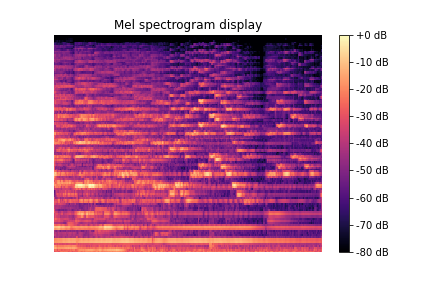 Mel spectrogram display
+0 dB
-10 dB
-20 dB
-30 dB
-40 dB
-50 dB
-60 dB
-70 dB
-80 dB